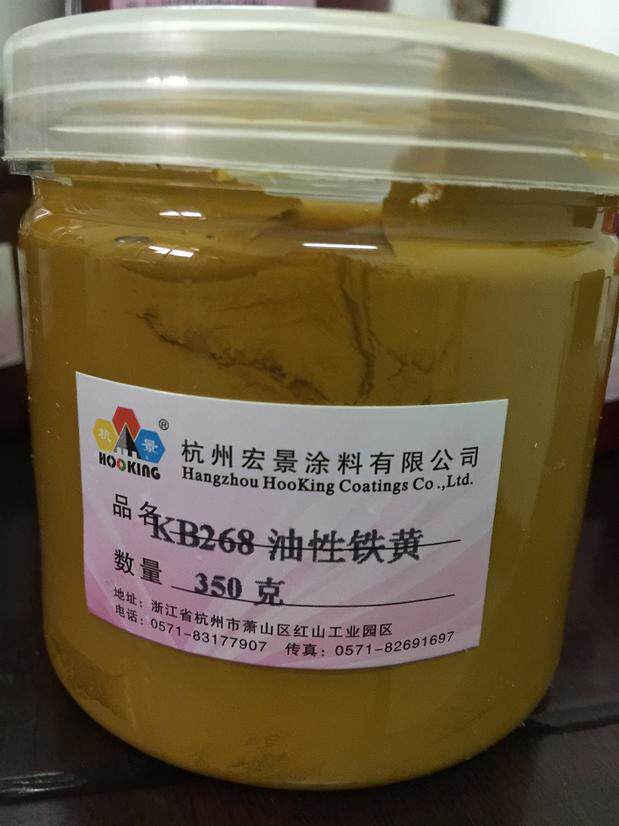 杭 景 ®
HOOKING
杭州宏景涂料有限公司
Hangzhou HooKing Coatings Co.,Ltd.
品名 KB268 油性铁黄
数量 350 克
地址：浙江省杭州市萧山区红山工业园区
电话：0571-83177907 传真：0571-82691697